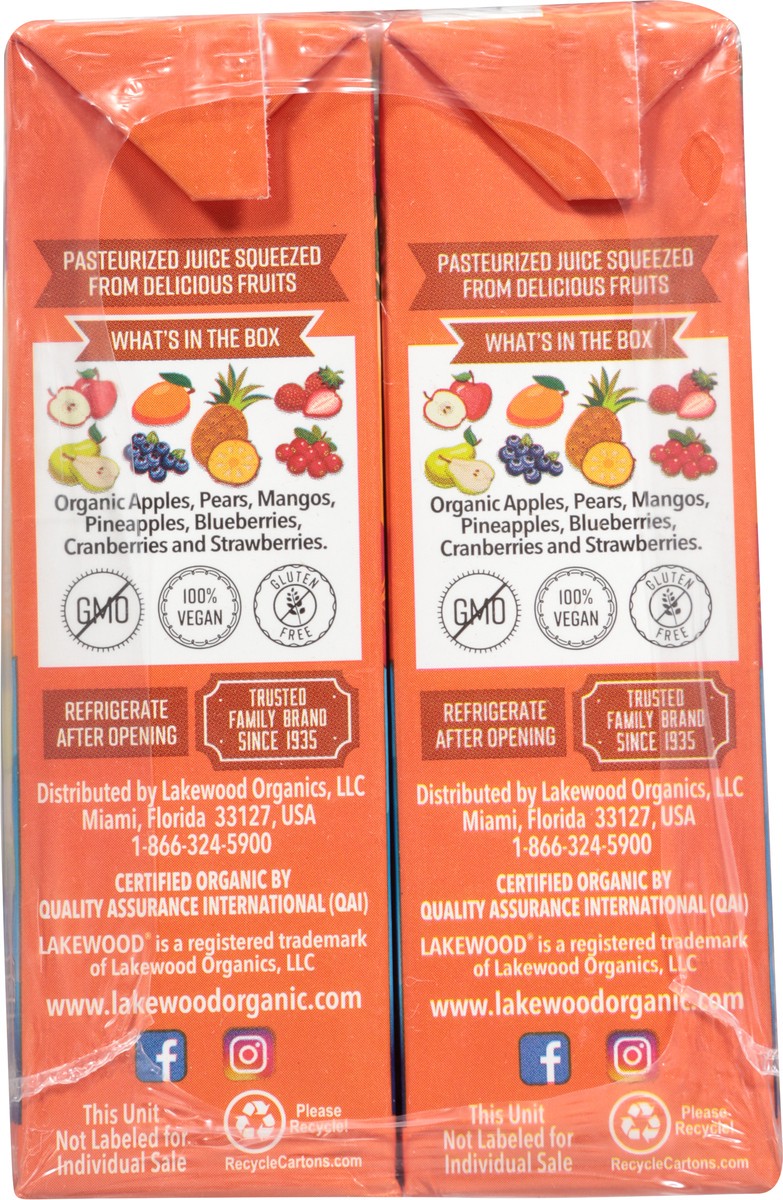 PASTEURIZED JUICE SQUEEZED
FROM DELICIOUS FRUITS
WHAT'S IN THE BOX
Organic Apples, Pears, Mangos,
Pineapples, Blueberries,
Cranberries and Strawberries.
GMO
100%
VEGAN
GLUTEN
FREE
REFRIGERATE
AFTER OPENING
TRUSTED
FAMILY BRAND
SINCE 1935
Distributed by Lakewood Organics, LLC
Miami, Florida 33127, USA
1-866-324-5900
CERTIFIED ORGANIC BY
QUALITY ASSURANCE INTERNATIONAL (QAI)
LAKEWOOD® is a registered trademark
of Lakewood Organics, LLC
www.lakewoodorganic.com
This Unit
Not Labeled for
Individual Sale
Please
Recycle!
RecycleCartons.com
PASTEURIZED JUICE SQUEEZED
FROM DELICIOUS FRUITS
WHAT'S IN THE BOX
Organic Apples, Pears, Mangos,
Pineapples, Blueberries,
Cranberries and Strawberries.
GMO
100%
VEGAN
GLUTEN
FREE
REFRIGERATE
AFTER OPENING
TRUSTED
FAMILY BRAND
SINCE 1935
Distributed by Lakewood Organics, LLC
Miami, Florida 33127, USA
1-866-324-5900
CERTIFIED ORGANIC BY
QUALITY ASSURANCE INTERNATIONAL (QAI)
LAKEWOOD® is a registered trademark
of Lakewood Organics, LLC
www.lakewoodorganic.com
This Unit
Not Labeled for
Individual Sale
Please
Recycle!
RecycleCartons.com